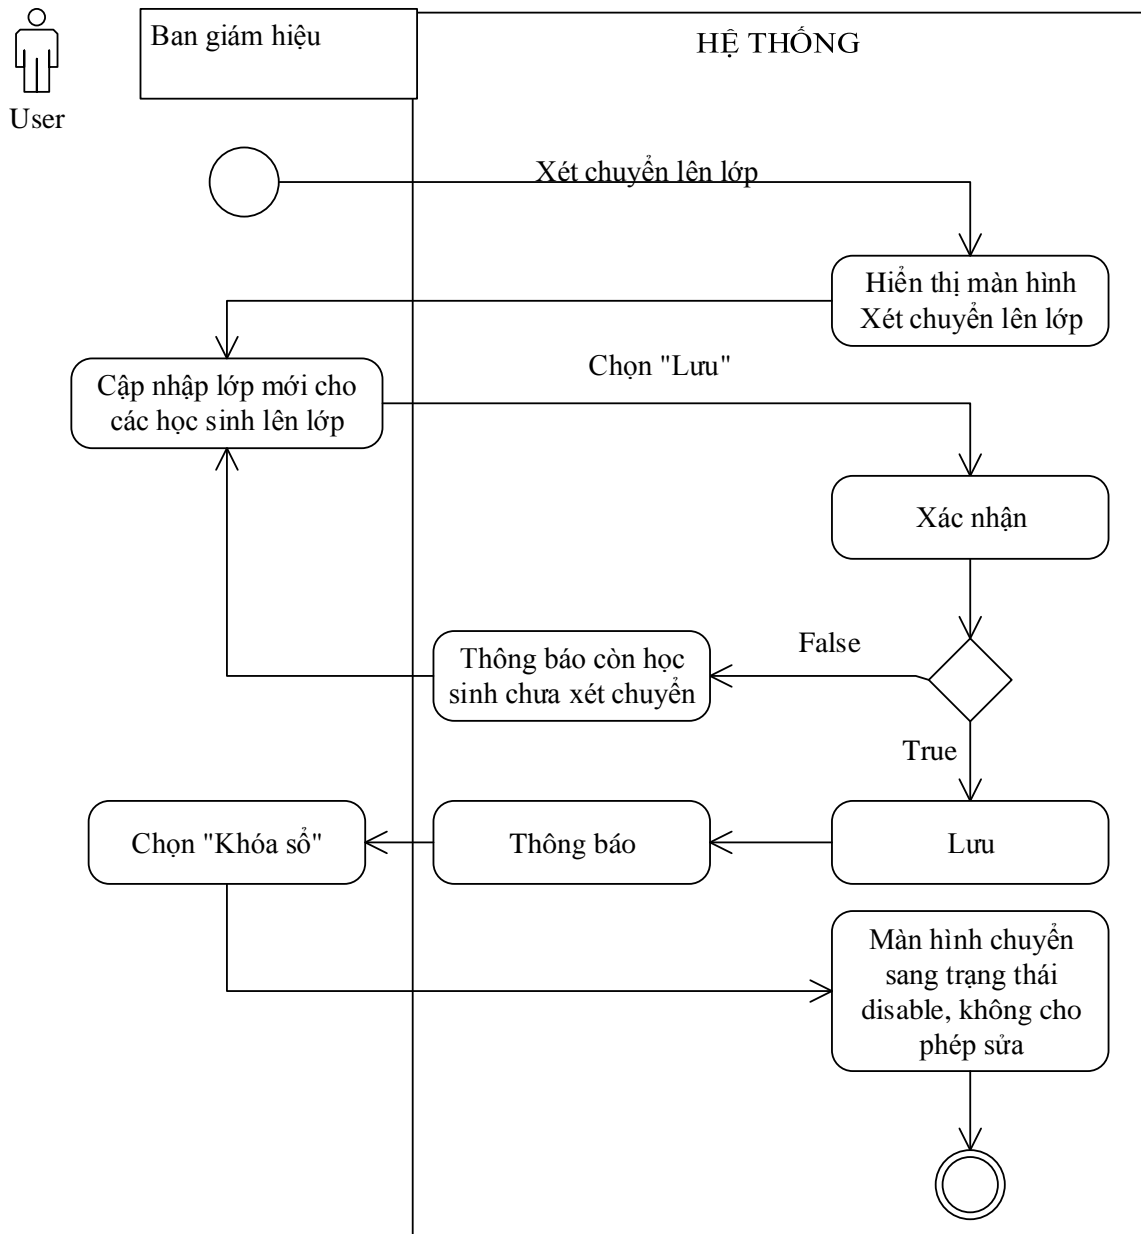 Ban giám hiệu
HỆ THỐNG
User
Xét chuyển lên lớp
Hiển thị màn hình
Xét chuyển lên lớp
Chọn "Lưu"
Cập nhập lớp mới cho
các học sinh lên lớp
Xác nhận
False
Thông báo còn học
sinh chưa xét chuyển
True
Chọn "Khóa sổ"
Thông báo
Lưu
Màn hình chuyển
sang trạng thái
disable, không cho
phép sửa